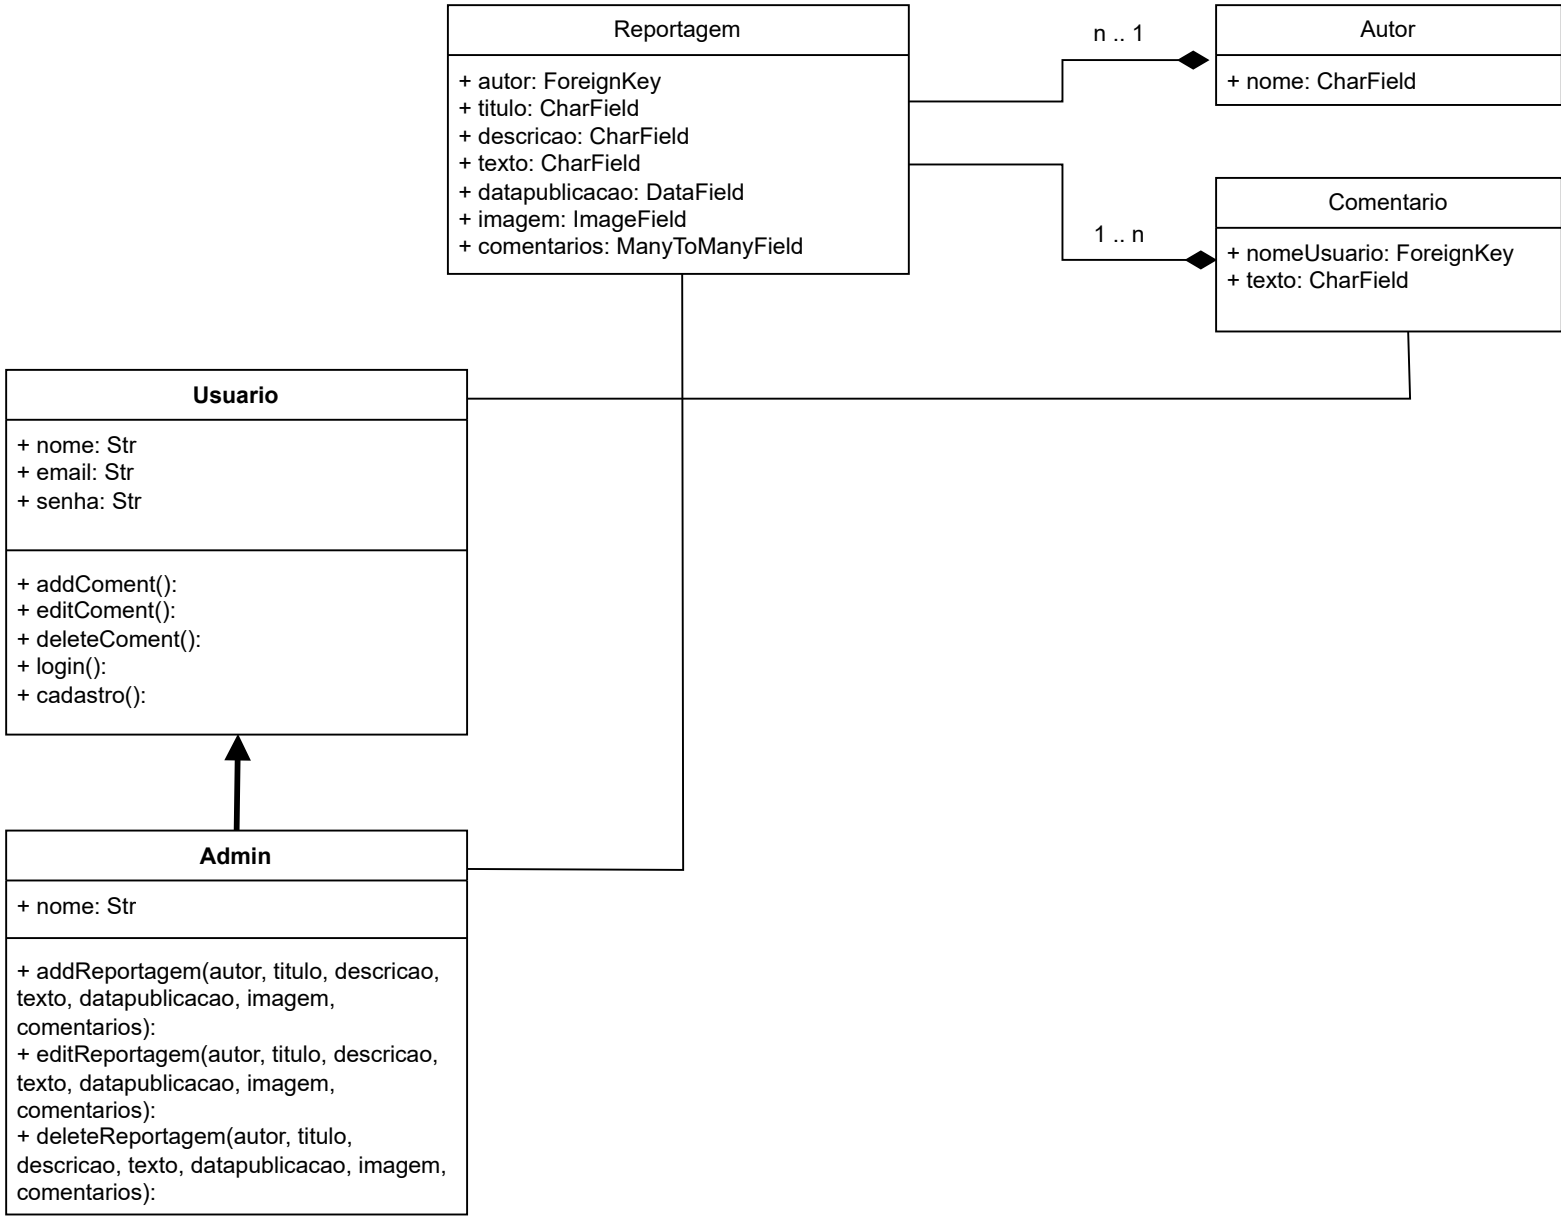 Reportagem
+ autor: ForeignKey
+ titulo: CharField
+ descricao: CharField
+ texto: CharField
+ datapublicacao: DataField
+ imagem: ImageField
+ comentarios: ManyToManyField
n .. 1
Autor
+ nome: CharField
1 .. n
Comentario
+ nomeUsuario: ForeignKey
+ texto: CharField
Usuario
+ nome: Str
+ email: Str
+ senha: Str
+ addComent():
+ editComent():
+ deleteComent():
+ login():
+ cadastro():
Admin
+ nome: Str
+ addReportagem(autor, titulo, descricao,
texto, datapublicacao, imagem,
comentarios):
+ editReportagem(autor, titulo, descricao,
texto, datapublicacao, imagem,
comentarios):
+ deleteReportagem(autor, titulo,
descricao, texto, datapublicacao, imagem,
comentarios):